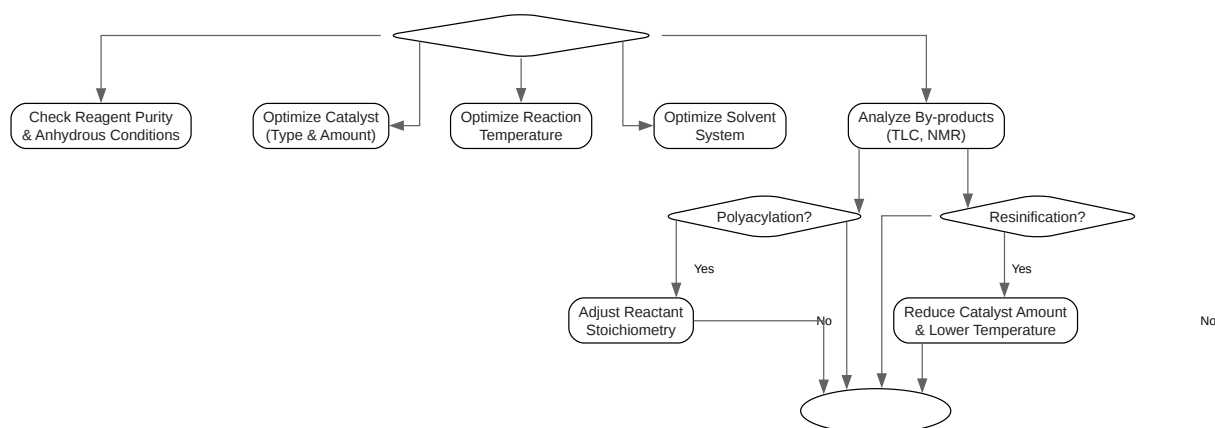 Check Reagent Purity
& Anhydrous Conditions
Optimize Catalyst
(Type & Amount)
Optimize Reaction
Temperature
Optimize Solvent
System
Analyze By-products
(TLC, NMR)
Polyacylation?
Resinification?
Yes
Yes
Adjust Reactant
Stoichiometry
No
Reduce Catalyst Amount
& Lower Temperature
No